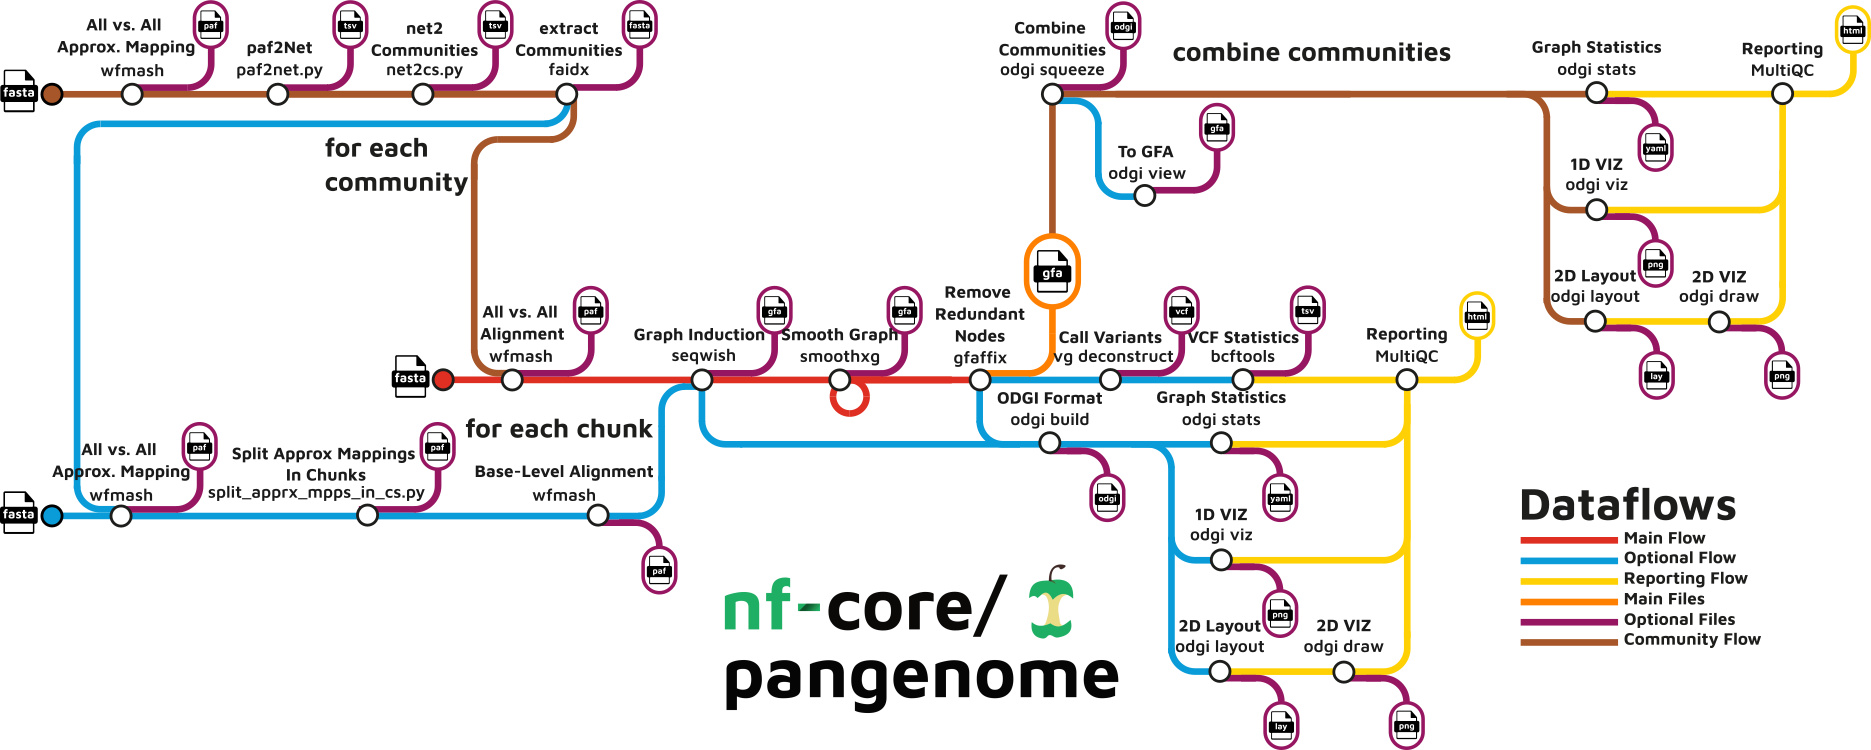 All vs. All
Approx. Mapping
wfmash
paf
paf2Net
paf2net.py
tsv
net2
Communities
net2cs.py
tsv
extract
Communities
faidx
fasta
fasta
for each
community
Combine
Communities
odgi squeeze
odgi
combine communities
To GFA
odgi view
gfa
Graph Statistics
odgi stats
yaml
Reporting
MultiQC
html
1D VIZ
odgi viz
png
2D Layout
odgi layout
lay
2D VIZ
odgi draw
png
gfa
fasta
All vs. All
Alignment
wfmash
paf
Graph Induction
seqwish
gfa
Smooth Graph
smoothxg
gfa
Remove
Redundant
Nodes
gfaffix
Call Variants
vg deconstruct
vcf
VCF Statistics
bcftools
tsv
Reporting
MultiQC
html
for each chunk
fasta
All vs. All
Approx. Mapping
wfmash
paf
Split Approx Mappings
In Chunks
split_apprx_mpps_in_cs.py
paf
Base-Level Alignment
wfmash
paf
ODGI Format
odgi build
odgi
Graph Statistics
odgi stats
yaml
1D VIZ
odgi viz
png
2D Layout
odgi layout
lay
2D VIZ
odgi draw
png
nf-core/
pangenome
Dataflows
Main Flow
Optional Flow
Reporting Flow
Main Files
Optional Files
Community Flow